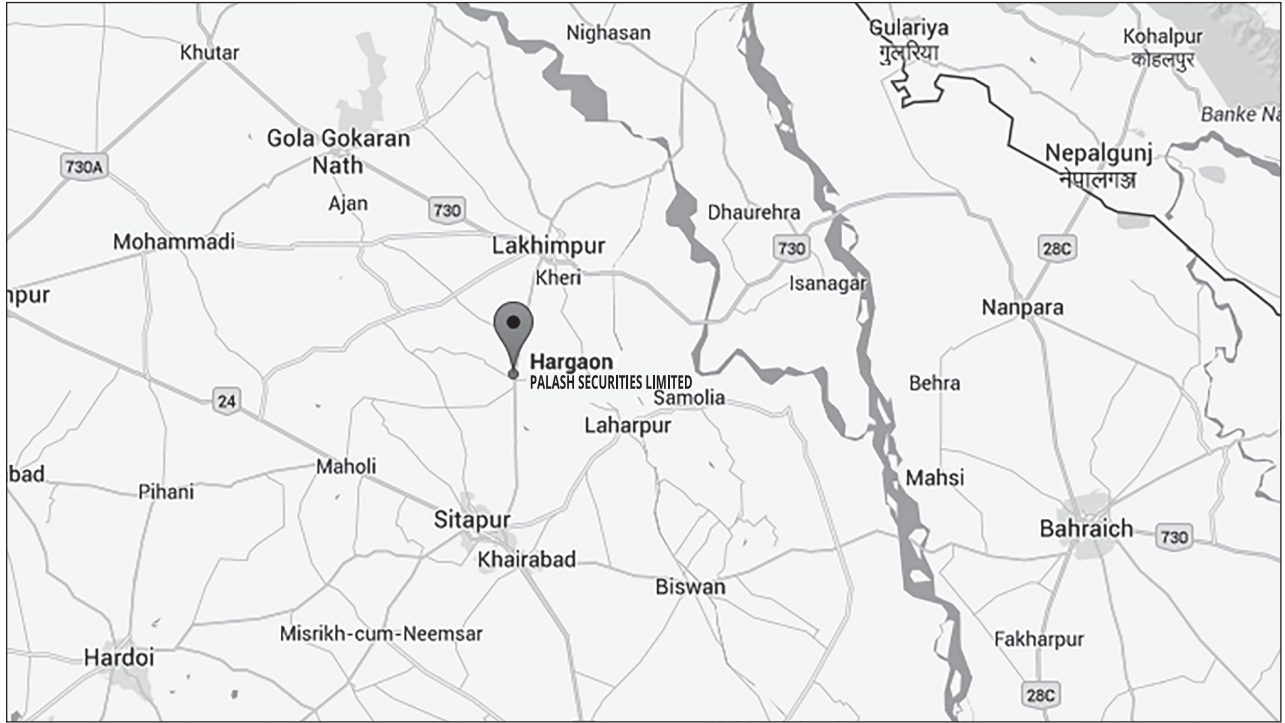 Nighasan
Gulariya
गुलरिया
Kohalpur
कोहलपुर
Khutar
Banke Na
Gola Gokaran
Nath
Nepalgunj
नेपालगञ्ज
730A
Ajan
730
Dhaurehra
Mohammadi
Lakhimpur
730
28C
Kheri
Isanagar
npur
Nanpara
Hargaon
PALASH SECURITIES LIMITED
Behra
Samolia
24
Laharpur
Maholi
bad
Pihani
Mahsi
Sitapur
Bahraich
730
Khairabad
Biswan
Misrikh-cum-Neemsar
Fakharpur
Hardoi
28C